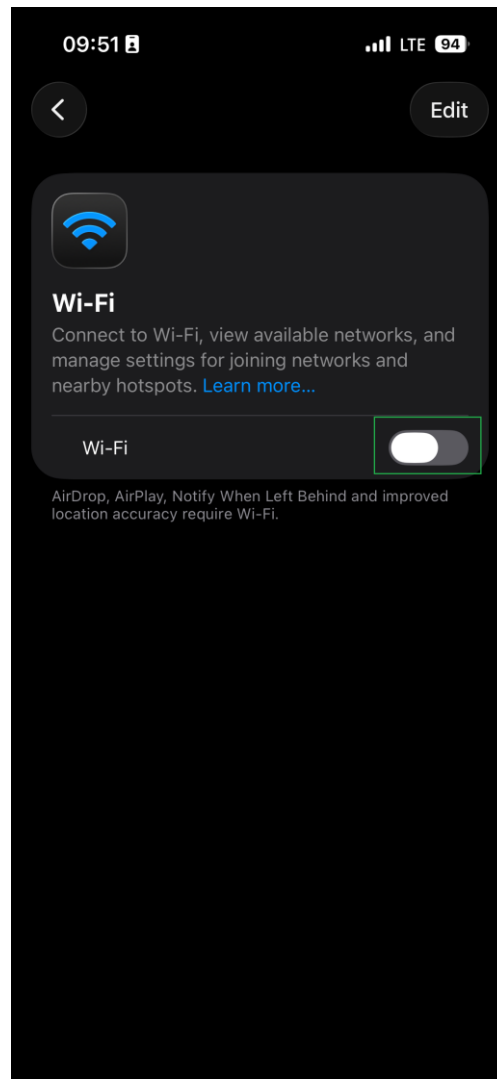 09:51 LTE 94
Edit
Wi-Fi
Connect to Wi-Fi, view available networks, and
manage settings for joining networks and
nearby hotspots. Learn more...
Wi-Fi
AirDrop, AirPlay, Notify When Left Behind and improved
location accuracy require Wi-Fi.